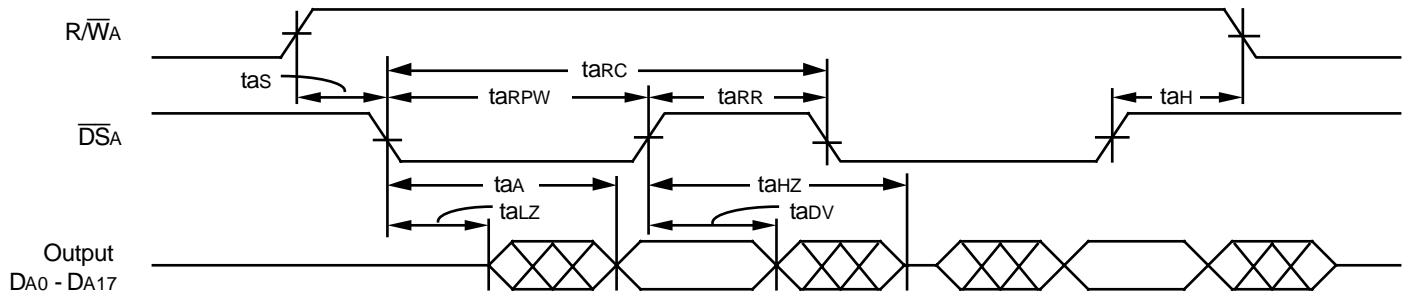 R/W̅A
taS
taRC
taRPW
taRR
taH
D̅S̅A
taA
taHZ
taLZ
taDV
Output
DA0 - DA17